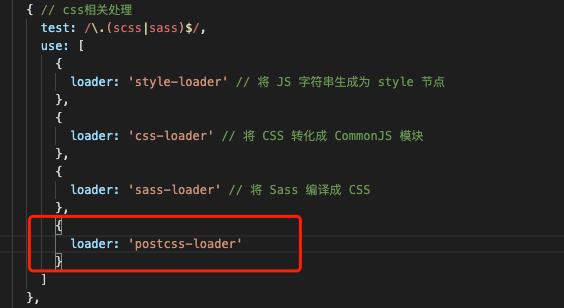 { // css相关处理
test: /\.(scss|sass)$/,
use: [
{
loader: 'style-loader' // 将 JS 字符串生成为 style 节点
},
{
loader: 'css-loader' // 将 CSS 转化成 CommonJS 模块
},
{
loader: 'sass-loader' // 将 Sass 编译成 CSS
},
{
loader: 'postcss-loader'
}
]
},